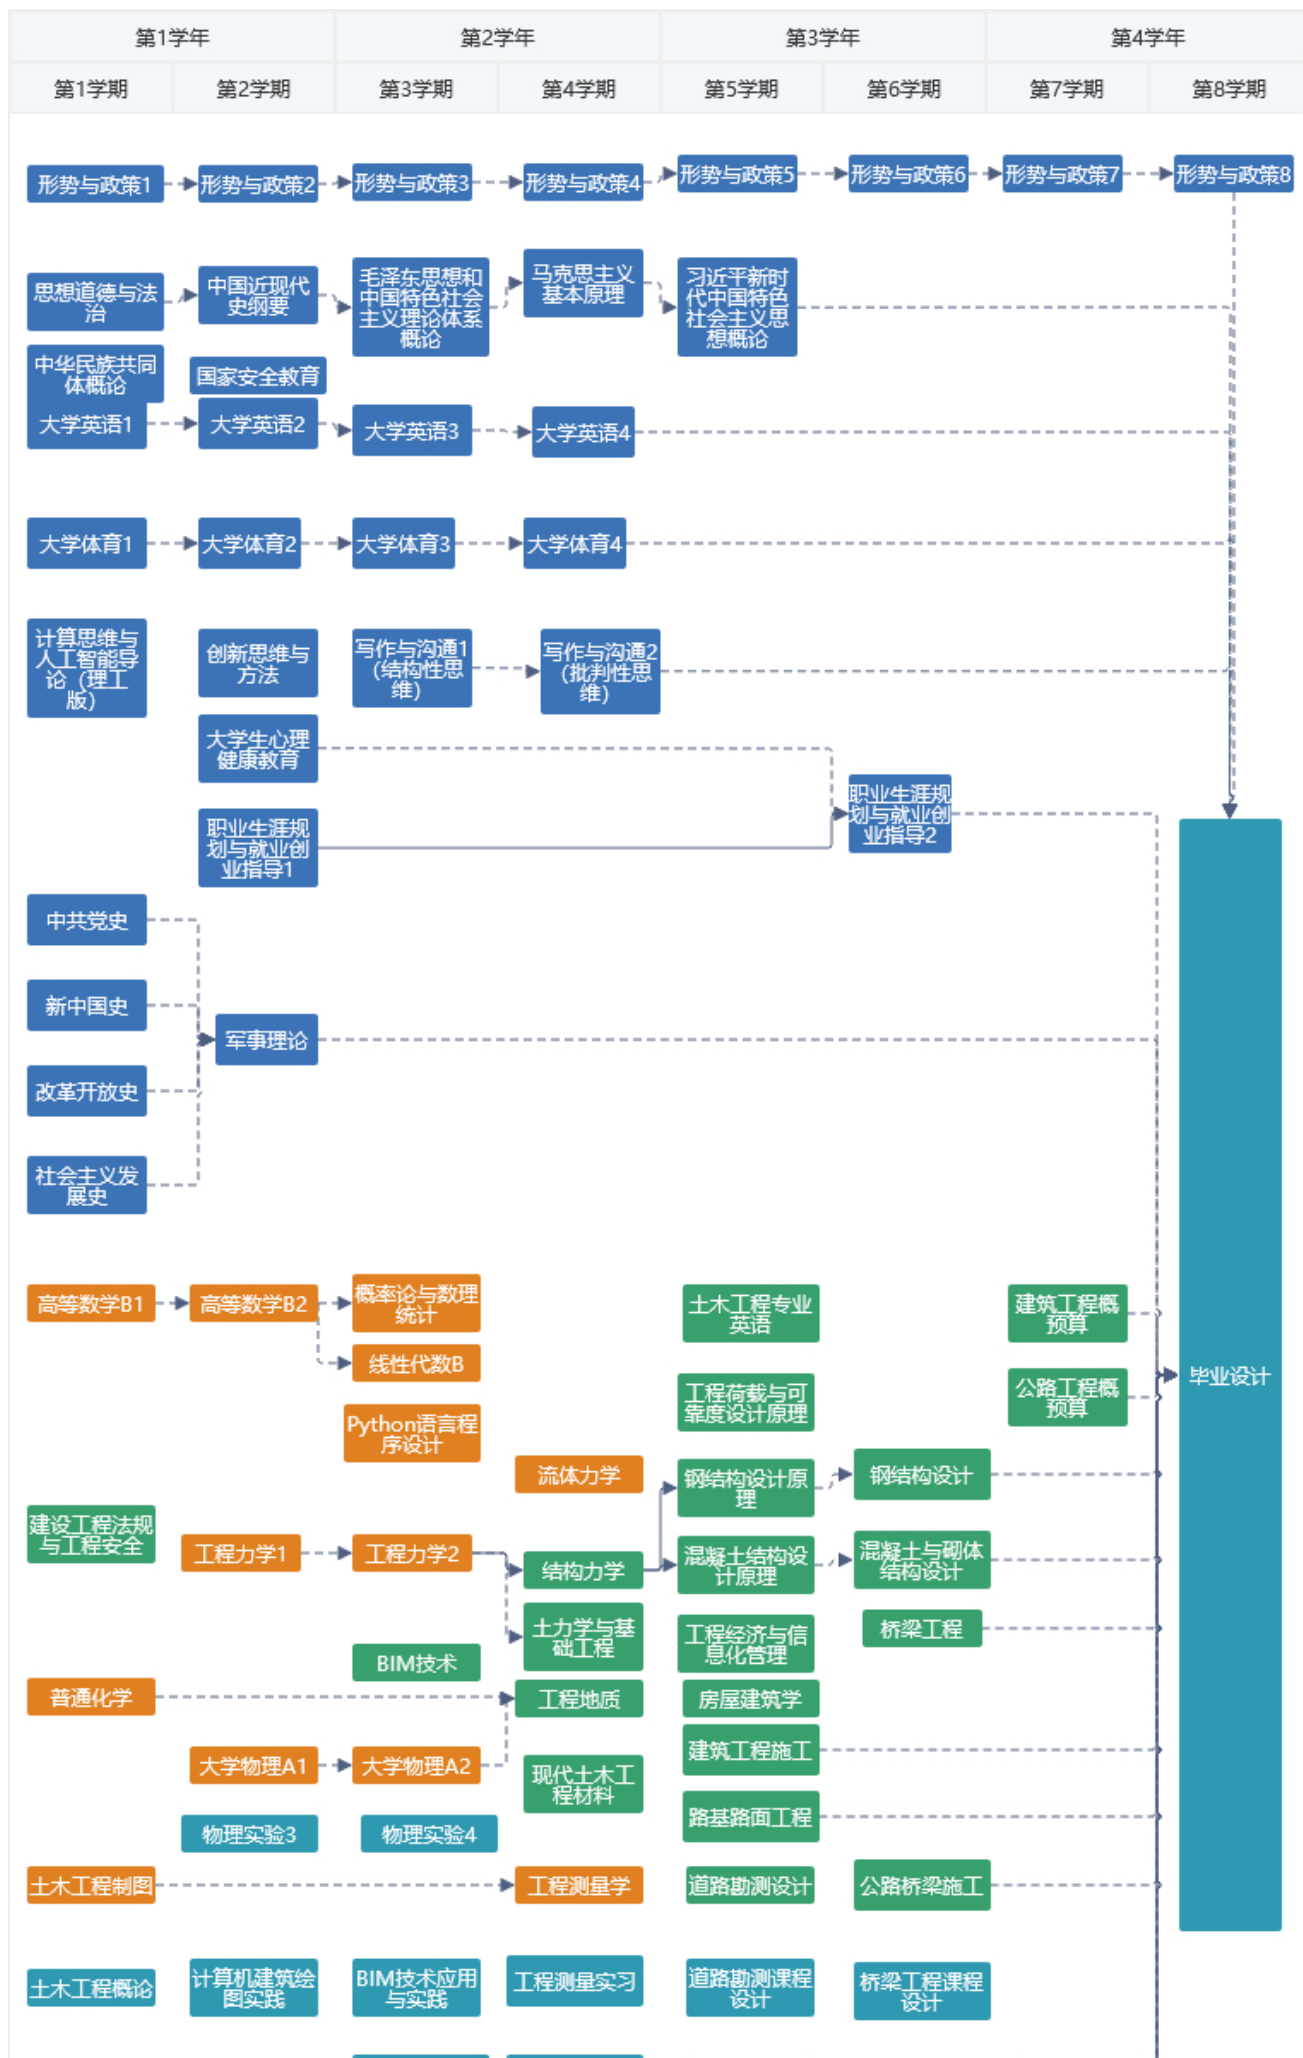 第1学年
第2学年
第3学年
第4学年
第1学期
第2学期
第3学期
第4学期
第5学期
第6学期
第7学期
第8学期
形势与政策1
形势与政策2
形势与政策3
形势与政策4
形势与政策5
形势与政策6
形势与政策7
形势与政策8
思想道德与法
治
中国近现代
史纲要
毛泽东思想和
中国特色社会
主义理论体系
概论
马克思主义
基本原理
习近平新时
代中国特色
社会主义思
想概论
中华民族共同
体概论
国家安全教育
大学英语1
大学英语2
大学英语3
大学英语4
大学体育1
大学体育2
大学体育3
大学体育4
计算思维与
人工智能导
论（理工
版）
创新思维与
方法
写作与沟通1
（结构性思
维）
写作与沟通2
（批判性思
维）
大学生心理
健康教育
职业生涯规
划与就业创
业指导1
职业生涯规
划与就业创
业指导2
中共党史
新中国史
军事理论
改革开放史
社会主义发
展史
高等数学B1
高等数学B2
概率论与数理
统计
土木工程专业
英语
建筑工程概
预算
线性代数B
毕业设计
工程荷载与可
靠度设计原理
公路工程概
预算
Python语言程
序设计
流体力学
钢结构设计原
理
钢结构设计
建设工程法规
与工程安全
工程力学1
工程力学2
结构力学
混凝土结构设
计原理
混凝土与砌体
结构设计
土力学与基
础工程
工程经济与信
息化管理
桥梁工程
BIM技术
普通化学
工程地质
房屋建筑学
大学物理A1
大学物理A2
现代土木工
程材料
建筑工程施工
物理实验3
物理实验4
路基路面工程
土木工程制图
工程测量学
道路勘测设计
公路桥梁施工
土木工程概论
计算机建筑绘
图实践
BIM技术应用
与实践
工程测量实习
道路勘测课程
设计
桥梁工程课程
设计